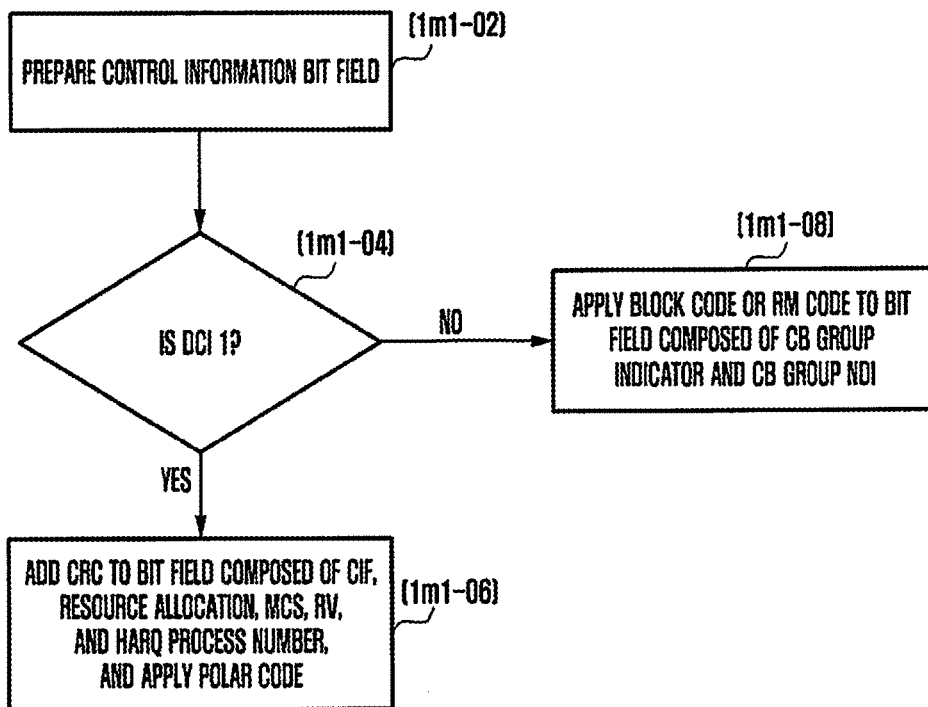 (1m1-02)
PREPARE CONTROL INFORMATION BIT FIELD
(1m1-04)
IS DCI 1?
NO
(1m1-08)
APPLY BLOCK CODE OR RM CODE TO BIT
FIELD COMPOSED OF CB GROUP
INDICATOR AND CB GROUP NDI
YES
ADD CRC TO BIT FIELD COMPOSED OF CIF,
RESOURCE ALLOCATION, MCS, RV,
AND HARQ PROCESS NUMBER,
AND APPLY POLAR CODE
(1m1-06)